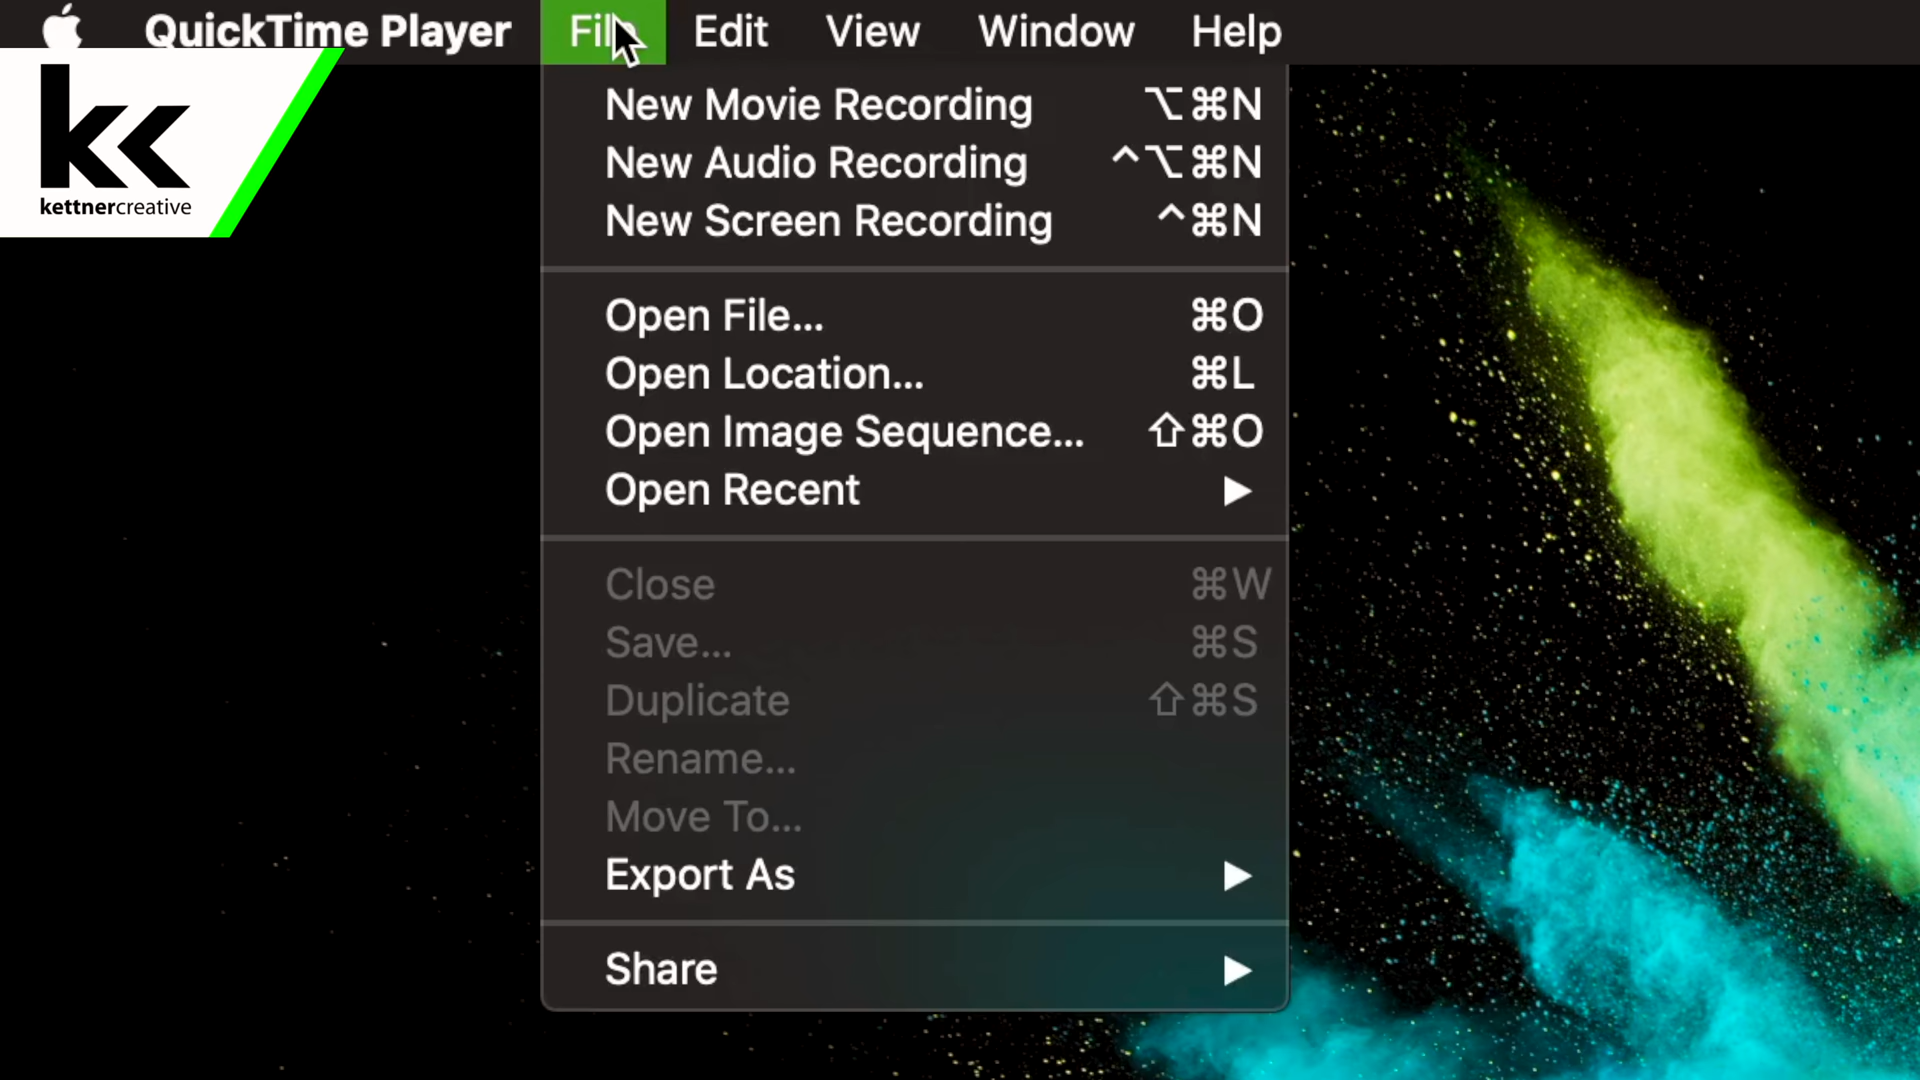 QuickTime Player File Edit View Window Help
kk
kettnercreative
New Movie Recording ⌥⌘N
New Audio Recording ^⌥⌘N
New Screen Recording ^⌘N
Open File... ⌘O
Open Location... ⌘L
Open Image Sequence... ⇧⌘O
Open Recent ▶
Close ⌘W
Save... ⌘S
Duplicate ⇧⌘S
Rename...
Move To...
Export As ▶
Share ▶